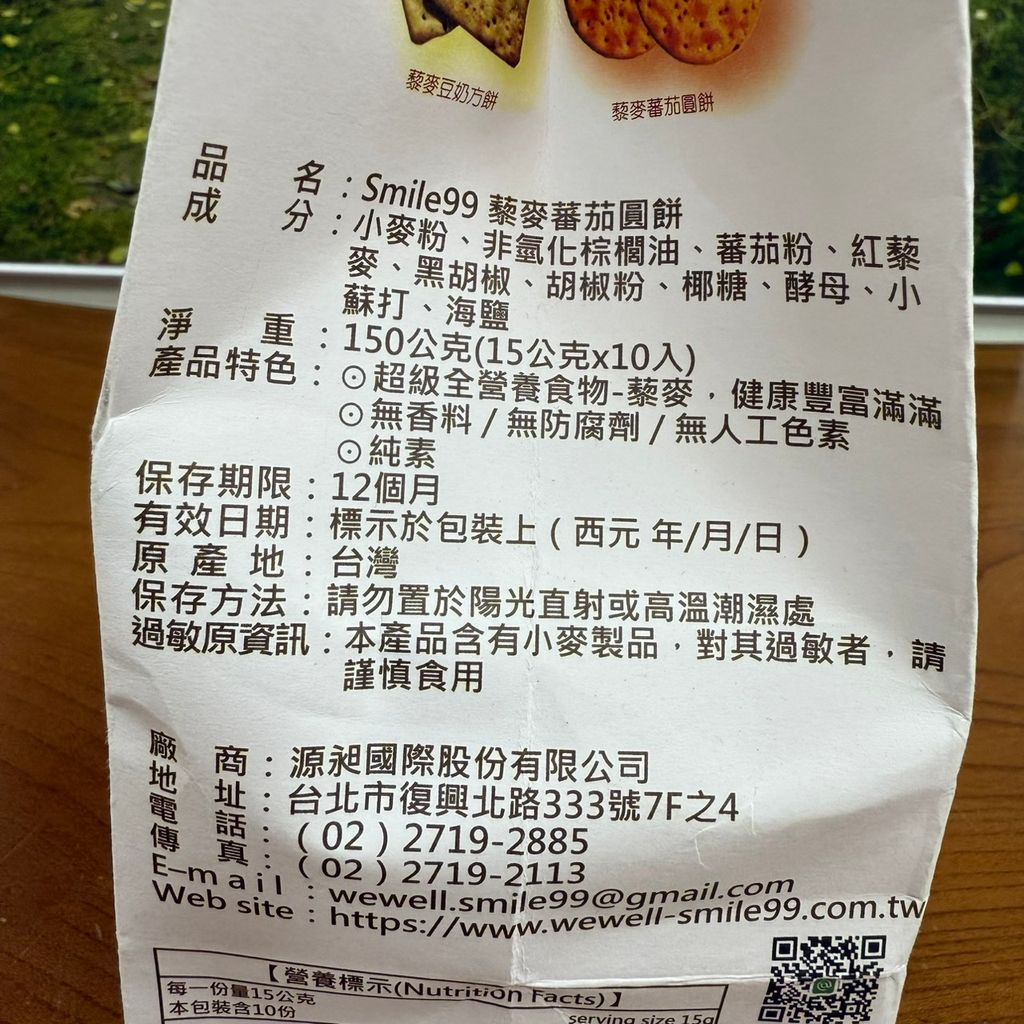 藜麥豆奶方餅
藜麥蕃茄圓餅
品 名：Smile99 藜麥蕃茄圓餅
成 分：小麥粉、非氫化棕櫚油、蕃茄粉、紅藜
麥、黑胡椒、胡椒粉、椰糖、酵母、小
蘇打、海鹽
淨 重：150公克(15公克x10入)
產品特色：⊙超級全營養食物-藜麥，健康豐富滿滿
⊙無香料/無防腐劑/無人工色素
⊙純素
保存期限：12個月
有效日期：標示於包裝上(西元 年/月/日)
原 產 地：台灣
保存方法：請勿置於陽光直射或高溫潮濕處
過敏原資訊：本產品含有小麥製品，對其過敏者，請
謹慎食用
廠 商：源昶國際股份有限公司
地 址：台北市復興北路333號7F之4
電 話：(02)2719-2885
傳 真：(02)2719-2113
E-mail：wewell.smile99@gmail.com
Web site：https://www.wewell-smile99.com.tw
【營養標示(Nutrition Facts)】
每一份量15公克
本包裝含10份
serving size 15g